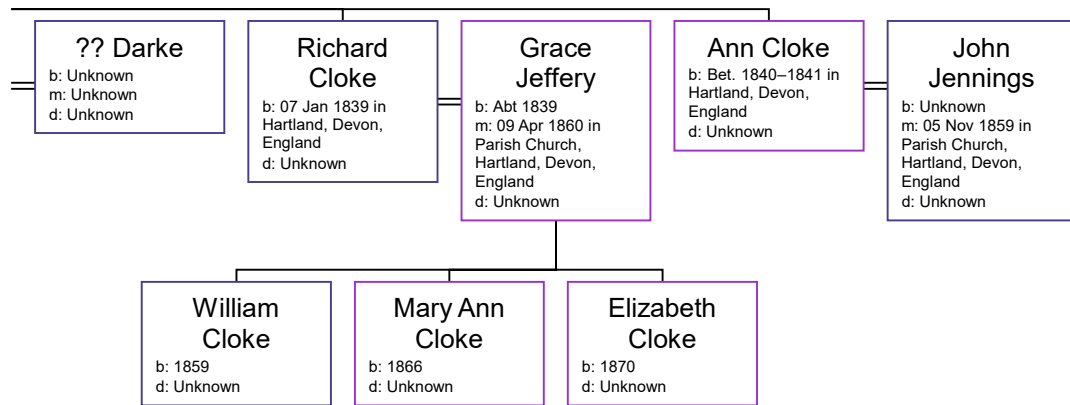 ?? Darke
b: Unknown
m: Unknown
d: Unknown
Richard
Cloke
b: 07 Jan 1839 in
Hartland, Devon,
England
d: Unknown
Grace
Jeffery
b: Abt 1839
m: 09 Apr 1860 in
Parish Church,
Hartland, Devon,
England
d: Unknown
Ann Cloke
b: Bet. 1840–1841 in
Hartland, Devon,
England
d: Unknown
John
Jennings
b: Unknown
m: 05 Nov 1859 in
Parish Church,
Hartland, Devon,
England
d: Unknown
William
Cloke
b: 1859
d: Unknown
Mary Ann
Cloke
b: 1866
d: Unknown
Elizabeth
Cloke
b: 1870
d: Unknown